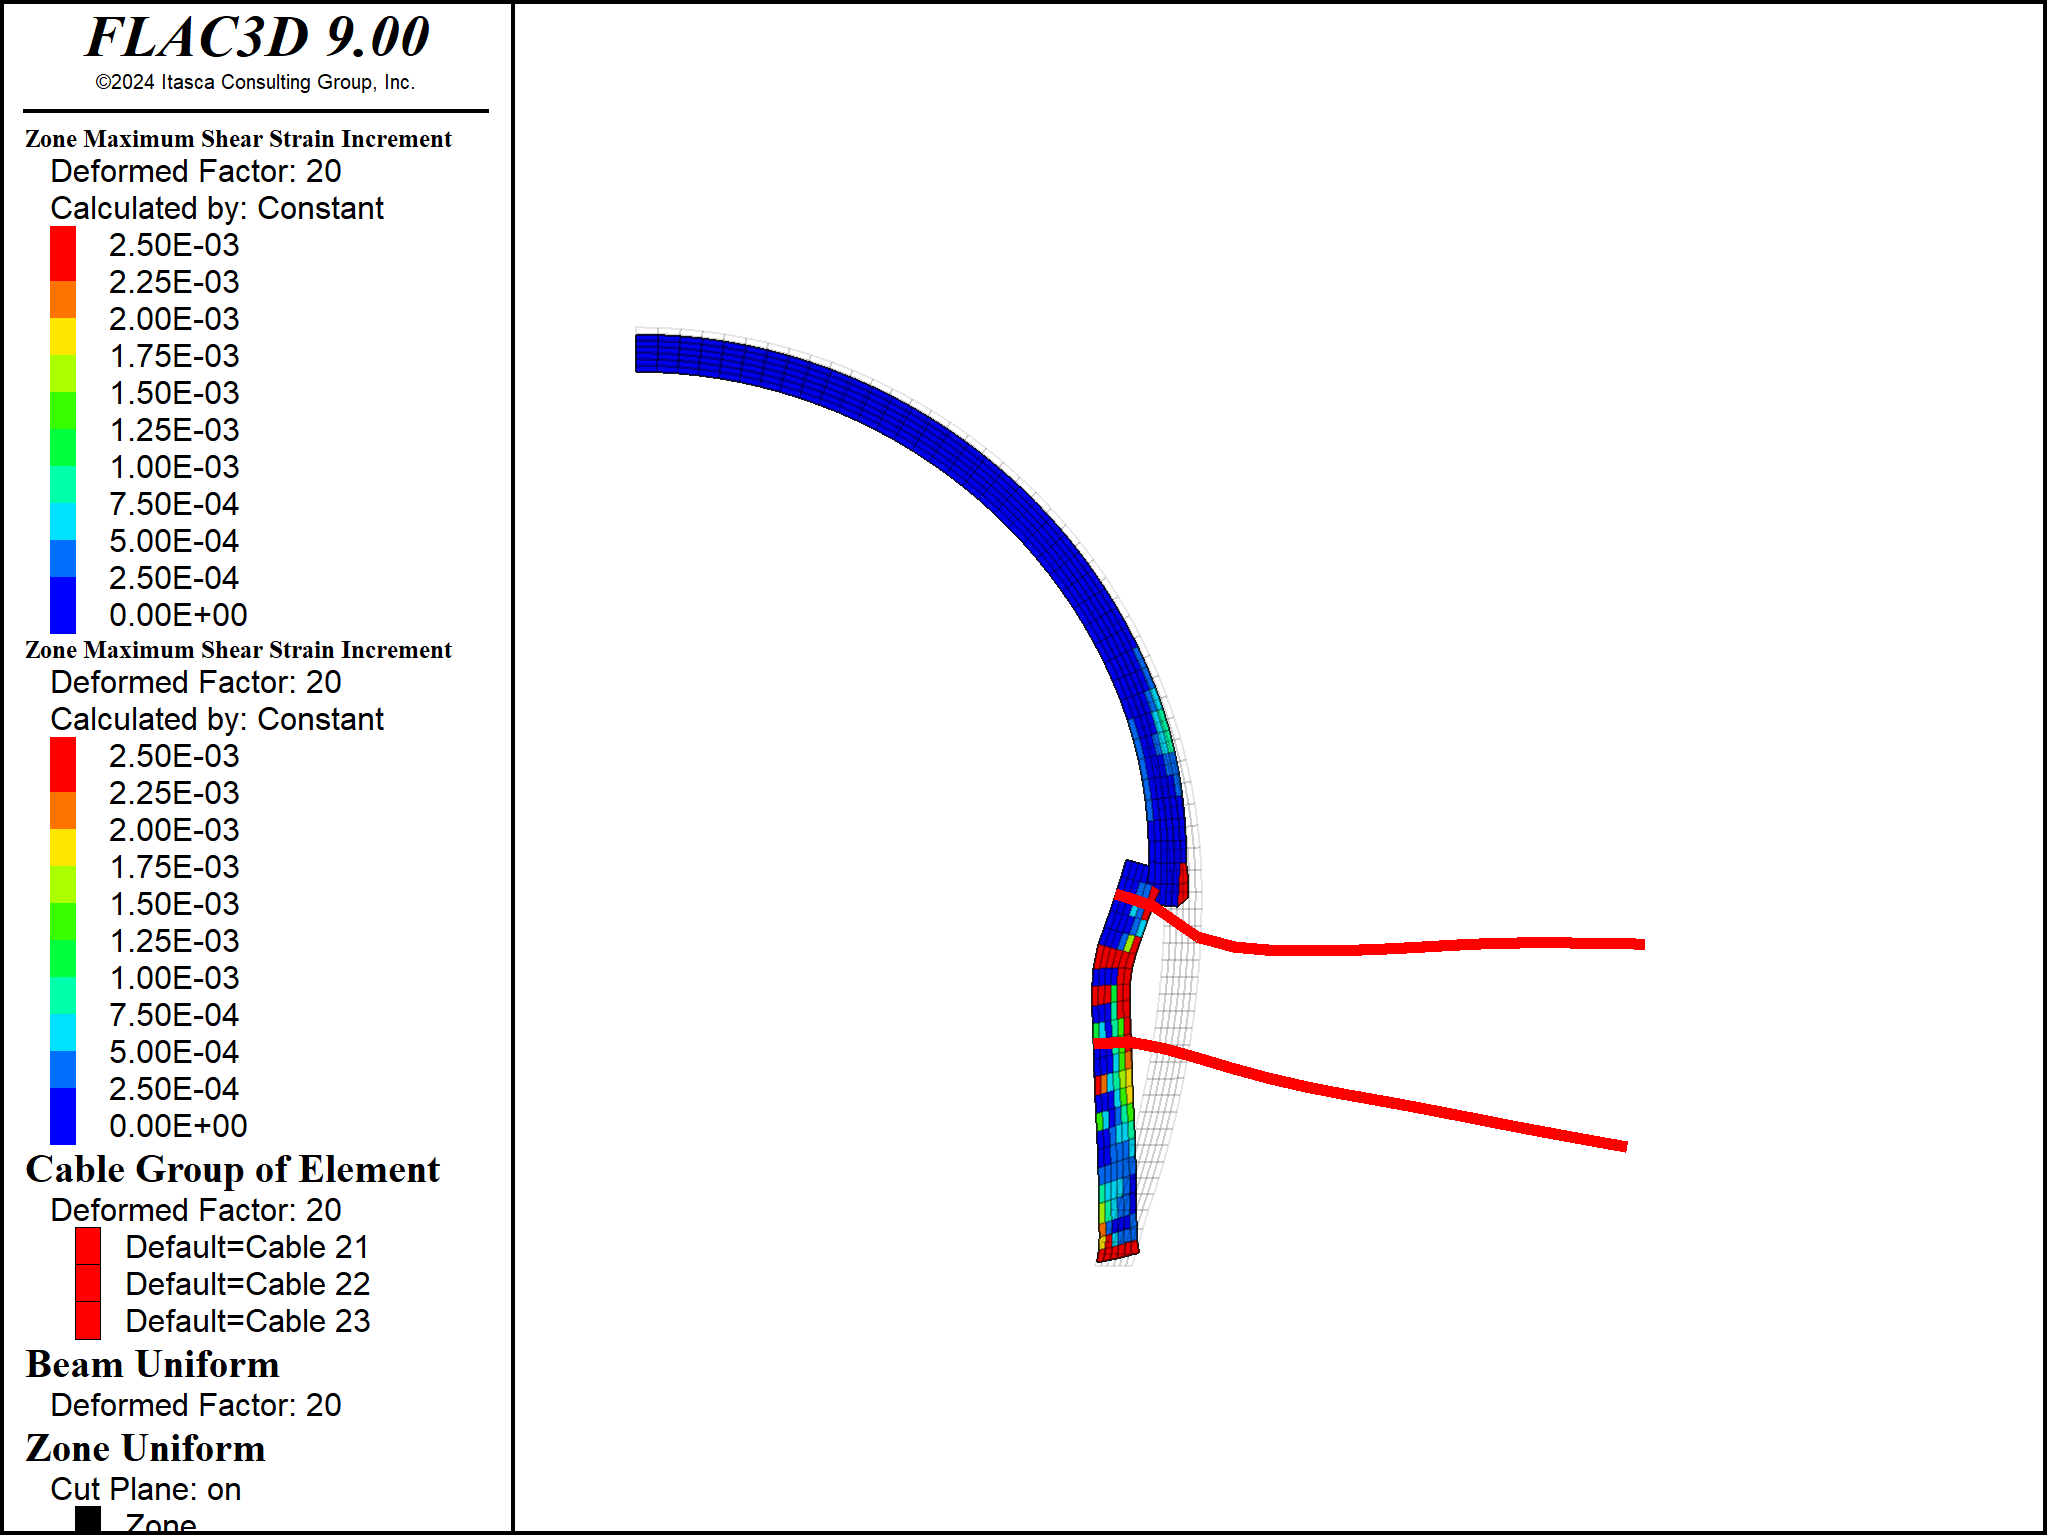 FLAC3D 9.00
©2024 Itasca Consulting Group, Inc.
Zone Maximum Shear Strain Increment
Deformed Factor: 20
Calculated by: Constant
2.50E-03
2.25E-03
2.00E-03
1.75E-03
1.50E-03
1.25E-03
1.00E-03
7.50E-04
5.00E-04
2.50E-04
0.00E+00
Zone Maximum Shear Strain Increment
Deformed Factor: 20
Calculated by: Constant
2.50E-03
2.25E-03
2.00E-03
1.75E-03
1.50E-03
1.25E-03
1.00E-03
7.50E-04
5.00E-04
2.50E-04
0.00E+00
Cable Group of Element
Deformed Factor: 20
Default=Cable 21
Default=Cable 22
Default=Cable 23
Beam Uniform
Deformed Factor: 20
Zone Uniform
Cut Plane: on
Zone